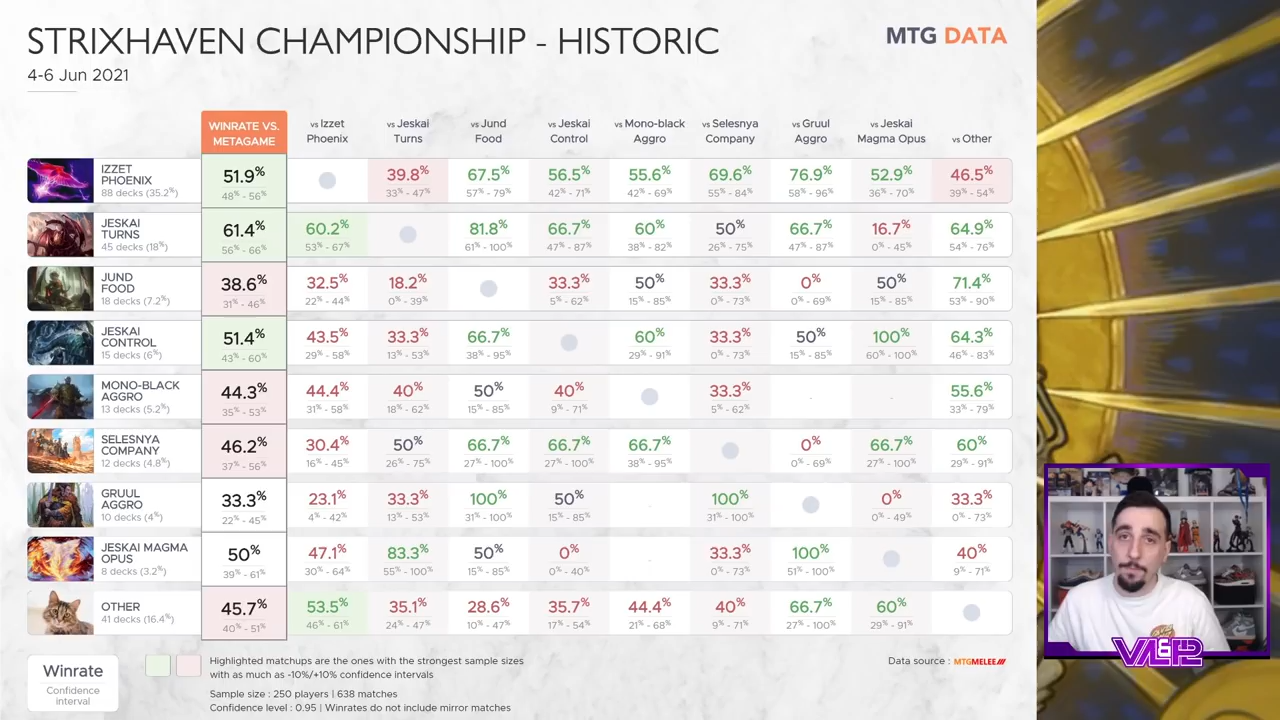 STRIXHAVEN CHAMPIONSHIP - HISTORIC
MTG DATA
4-6 Jun 2021
WINRATE VS. METAGAME vs Izzet Phoenix vs Jeskai Turns vs Jund Food vs Jeskai Control vs Mono-black Aggro vs Selesnya Company vs Gruul Aggro vs Jeskai Magma Opus vs Other
IZZET PHOENIX 51.9% 39.8% 67.5% 56.5% 55.6% 69.6% 76.9% 52.9% 46.5%
88 decks (35.2%) 48% - 56% 33% - 47% 57% - 79% 42% - 71% 42% - 69% 55% - 84% 58% - 96% 36% - 70% 39% - 54%
JESKAI TURNS 61.4% 60.2% 81.8% 66.7% 60% 50% 66.7% 16.7% 64.9%
45 decks (18%) 56% - 66% 53% - 67% 61% - 100% 47% - 87% 38% - 82% 26% - 75% 47% - 87% 0% - 45% 54% - 76%
JUND FOOD 38.6% 32.5% 18.2% 33.3% 50% 33.3% 0% 50% 71.4%
18 decks (7.2%) 31% - 46% 22% - 44% 0% - 39% 5% - 62% 15% - 85% 0% - 73% 0% - 69% 15% - 85% 53% - 90%
JESKAI CONTROL 51.4% 43.5% 33.3% 66.7% 60% 33.3% 50% 100% 64.3%
15 decks (6%) 43% - 60% 29% - 58% 13% - 53% 38% - 95% 29% - 91% 0% - 73% 15% - 85% 60% - 100% 46% - 83%
MONO-BLACK AGGRO 44.3% 44.4% 40% 50% 40% 33.3% - - 55.6%
13 decks (5.2%) 35% - 53% 31% - 58% 18% - 62% 15% - 85% 9% - 71% 5% - 62% 33% - 79%
SELESNYA COMPANY 46.2% 30.4% 50% 66.7% 66.7% 66.7% 0% 66.7% 60%
12 decks (4.8%) 37% - 56% 16% - 45% 26% - 75% 27% - 100% 27% - 100% 38% - 95% 0% - 69% 27% - 100% 29% - 91%
GRUUL AGGRO 33.3% 23.1% 33.3% 100% 50% - 100% 0% 33.3%
10 decks (4%) 22% - 45% 4% - 42% 13% - 53% 31% - 100% 15% - 85% 31% - 100% 0% - 49% 0% - 73%
JESKAI MAGMA OPUS 50% 47.1% 83.3% 50% 0% - 33.3% 100% 40%
8 decks (3.2%) 39% - 61% 30% - 64% 55% - 100% 15% - 85% 0% - 40% 0% - 73% 51% - 100% 9% - 71%
OTHER 45.7% 53.5% 35.1% 28.6% 35.7% 44.4% 40% 66.7% 60%
41 decks (16.4%) 40% - 51% 46% - 61% 24% - 47% 10% - 47% 17% - 54% 21% - 68% 9% - 71% 27% - 100% 29% - 91%
Winrate
Confidence
interval
Highlighted matchups are the ones with the strongest sample sizes
with as much as -10%/+10% confidence intervals
Sample size : 250 players | 638 matches
Confidence level : 0.95 | Winrates do not include mirror matches
Data source : MTGMELEE